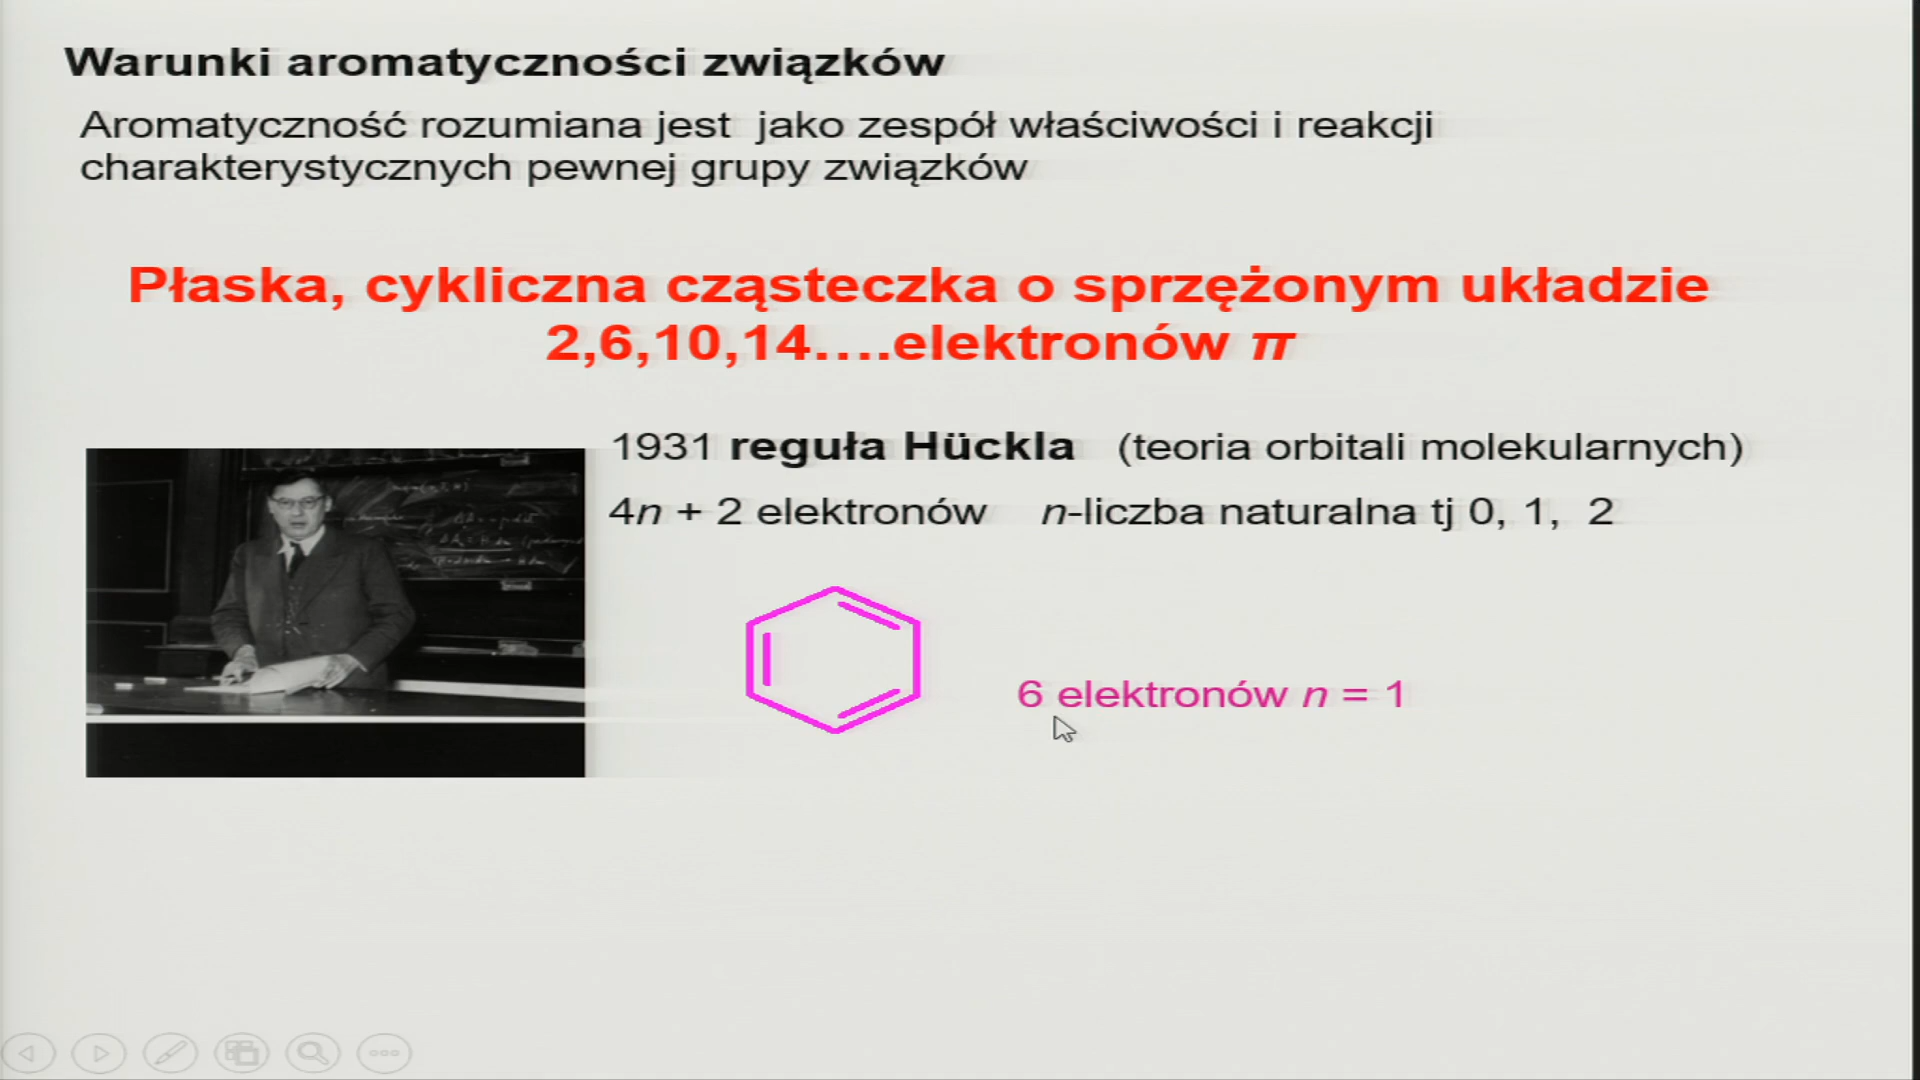 Warunki aromatyczności związków
Aromatyczność rozumiana jest jako zespół właściwości i reakcji
charakterystycznych pewnej grupy związków
Płaska, cykliczna cząsteczka o sprzężonym układzie
2,6,10,14....elektronów π
1931 reguła Hückla (teoria orbitali molekularnych)
4n + 2 elektronów n-liczba naturalna tj 0, 1, 2
6 elektronów n = 1